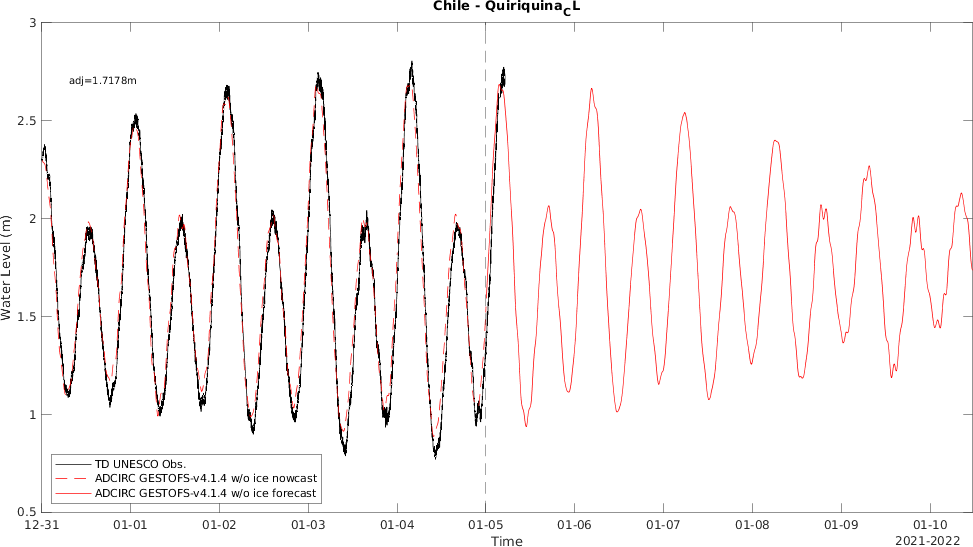 Chile - Quiriquina_CL
3
adj=1.7178m
2.5
2
Water Level (m)
1.5
1
TD UNESCO Obs.
ADCIRC GESTOFS-v4.1.4 w/o ice nowcast
ADCIRC GESTOFS-v4.1.4 w/o ice forecast
0.5
12-31 01-01 01-02 01-03 01-04 01-05 01-06 01-07 01-08 01-09 01-10
Time
2021-2022